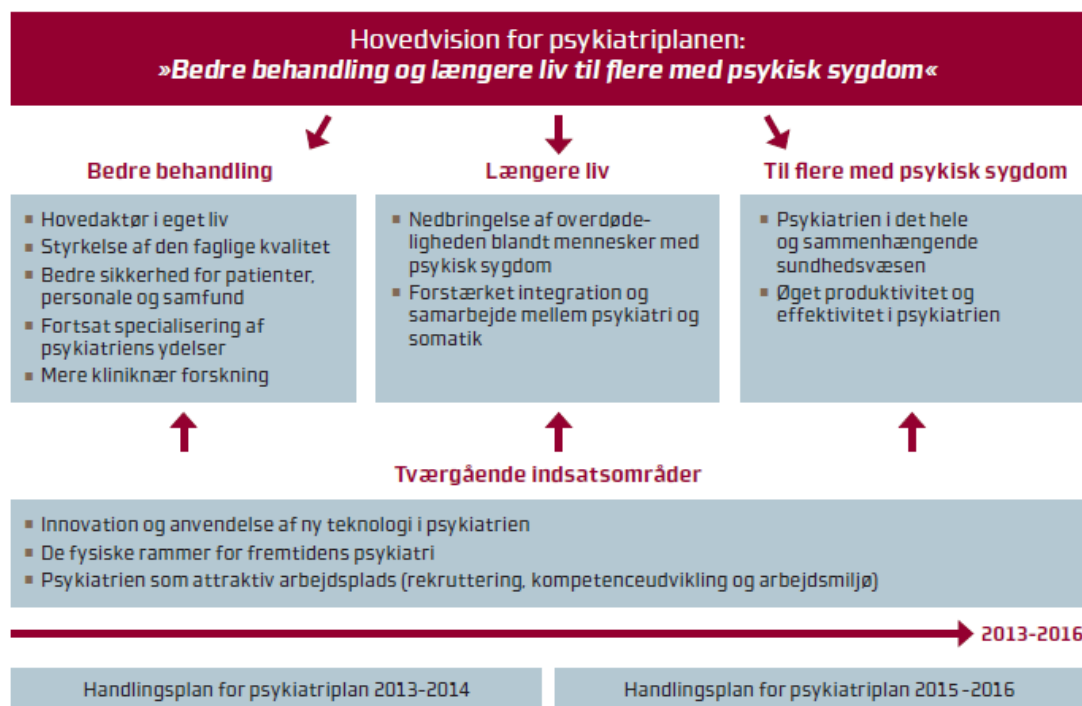 Hovedvision for psykiatriplanen:
»Bedre behandling og længere liv til flere med psykisk sygdom«
Bedre behandling
▪ Hovedaktør i eget liv
▪ Styrkelse af den faglige kvalitet
▪ Bedre sikkerhed for patienter,
personale og samfund
▪ Fortsat specialisering af
psykiatriens ydelser
▪ Mere kliniknær forskning
Længere liv
▪ Nedbringelse af overdøde-
ligheden blandt mennesker med
psykisk sygdom
▪ Forstærket integration og
samarbejde mellem psykiatri og
somatik
Til flere med psykisk sygdom
▪ Psykiatrien i det hele
og sammenhængende
sundhedsvæsen
▪ Øget produktivitet og
effektivitet i psykiatrien
Tværgående indsatsområder
▪ Innovation og anvendelse af ny teknologi i psykiatrien
▪ De fysiske rammer for fremtidens psykiatri
▪ Psykiatrien som attraktiv arbejdsplads (rekruttering, kompetenceudvikling og arbejdsmiljø)
2013-2016
Handlingsplan for psykiatriplan 2013-2014
Handlingsplan for psykiatriplan 2015-2016